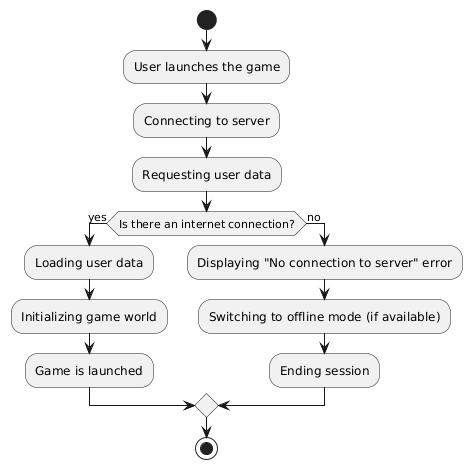 User launches the game
Connecting to server
Requesting user data
Is there an internet connection?
yes
no
Loading user data
Initializing game world
Game is launched
Displaying "No connection to server" error
Switching to offline mode (if available)
Ending session